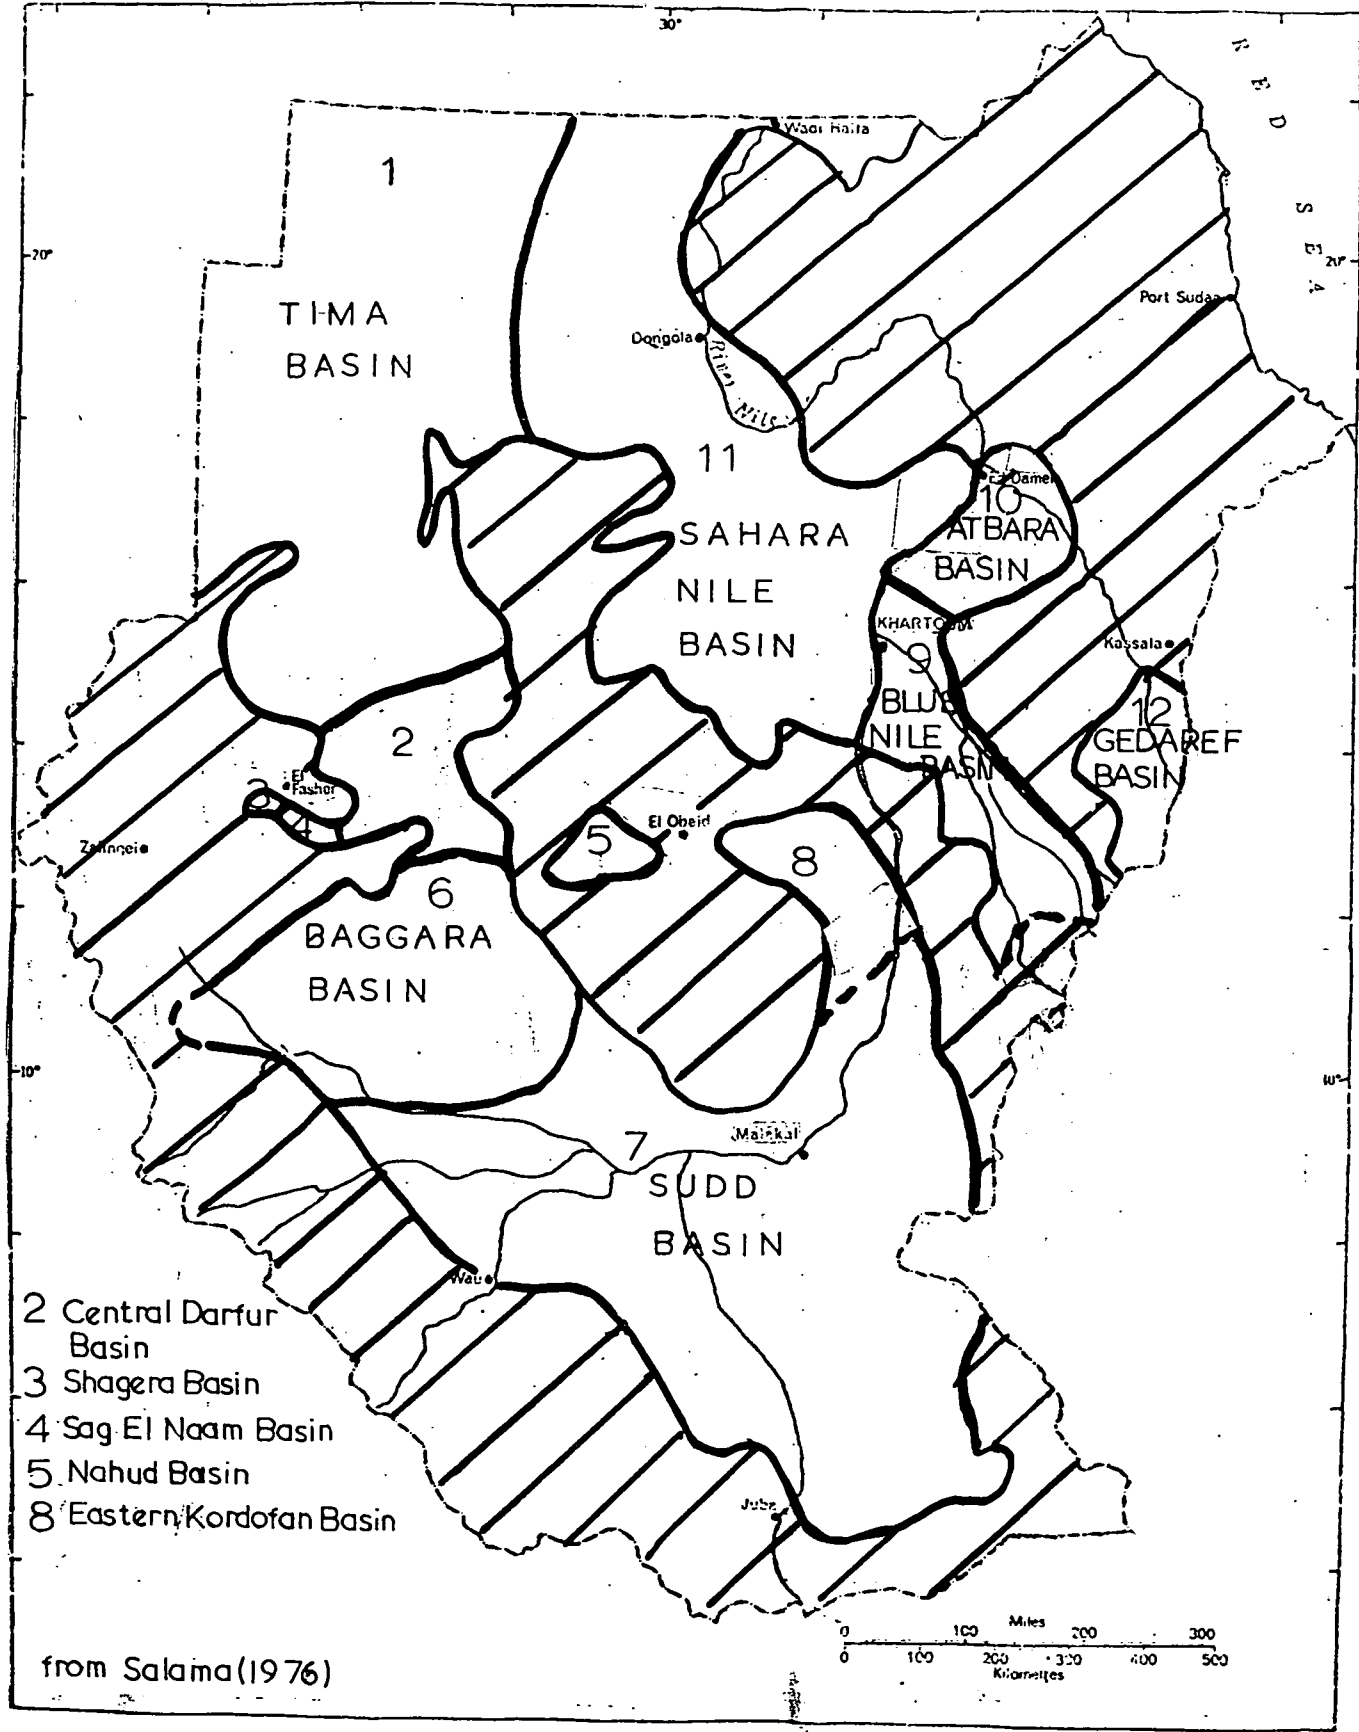 30°
RED SEA
Wadi Halfa
1
20°
20°
TIMA
BASIN
Port Sudan
Dongola
River Nile
11
SAHARA
NILE
BASIN
Ed Damer
10
ATBARA
BASIN
KHARTOUM
Kassala
9
BLUE
NILE
BASIN
12
GEDAREF
BASIN
2
El
Fasher
3
4
Zalingei
5
El Obeid
8
6
BAGGARA
BASIN
10°
10°
7
Malakal
SUDD
BASIN
Wau
2 Central Darfur
Basin
3 Shagera Basin
4 Sag El Naam Basin
5 Nahud Basin
8 Eastern Kordofan Basin
Juba
Miles
0 100 200 300
0 100 200 300 400 500
Kilometres
from Salama (1976)